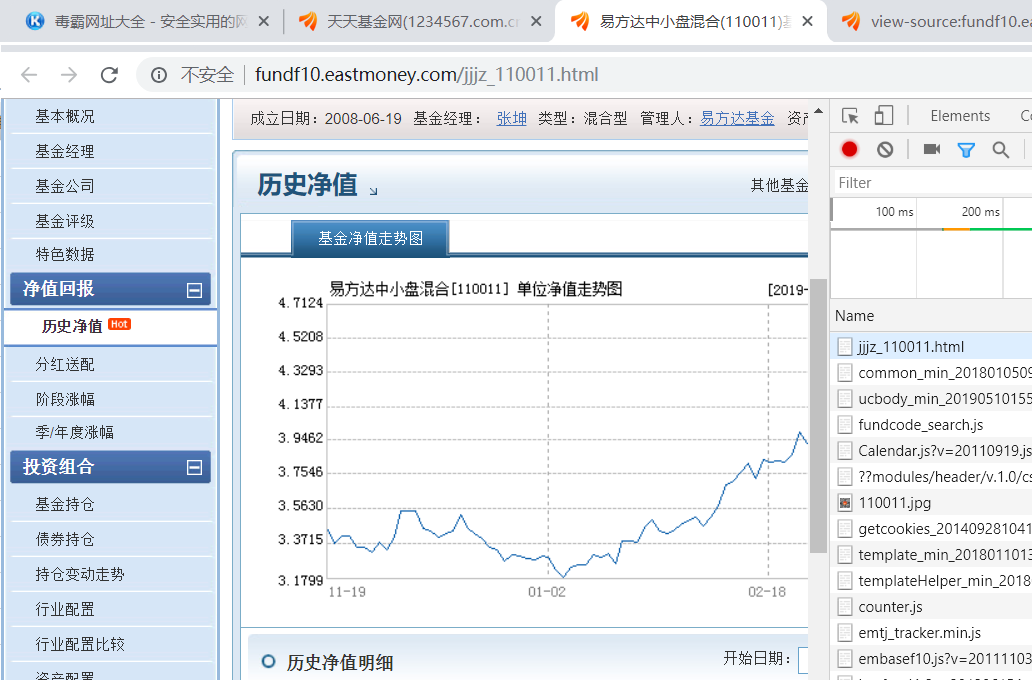 毒霸网址大全 - 安全实用的网
天天基金网(1234567.com.cn
易方达中小盘混合(110011)基
view-source:fundf10.ea
不安全 | fundf10.eastmoney.com/jjjz_110011.html
基本概况
基金经理
基金公司
基金评级
特色数据
净值回报
历史净值 Hot
分红送配
阶段涨幅
季/年度涨幅
投资组合
基金持仓
债券持仓
持仓变动走势
行业配置
行业配置比较
资产配置
成立日期：2008-06-19 基金经理： 张坤 类型：混合型 管理人：易方达基金 资产
历史净值
其他基金
基金净值走势图
易方达中小盘混合[110011] 单位净值走势图 [2019-
4.7124
4.5208
4.3293
4.1377
3.9462
3.7546
3.5630
3.3715
3.1799
11-19 01-02 02-18
历史净值明细
开始日期：
Elements
Filter
100 ms 200 ms
Name
jjjz_110011.html
common_min_2018010509
ucbody_min_2019051015
fundcode_search.js
Calendar.js?v=20110919.js
??modules/header/v.1.0/cs
110011.jpg
getcookies_201409281041
template_min_2018011013
templateHelper_min_2018
counter.js
emtj_tracker.min.js
embasef10.js?v=20111103